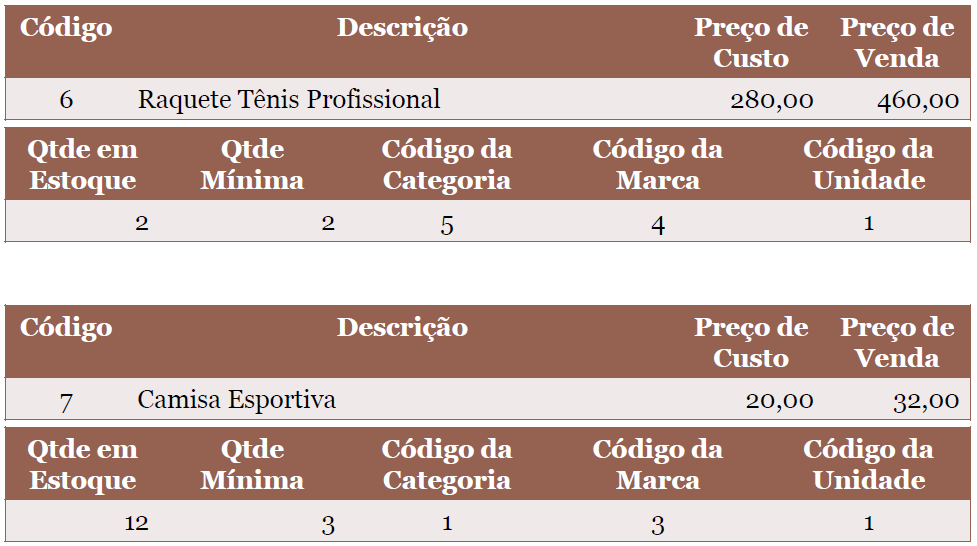 Código Descrição Preço de Custo Preço de Venda
6 Raquete Tênis Profissional 280,00 460,00
Qtde em Estoque Qtde Mínima Código da Categoria Código da Marca Código da Unidade
2 2 5 4 1
Código Descrição Preço de Custo Preço de Venda
7 Camisa Esportiva 20,00 32,00
Qtde em Estoque Qtde Mínima Código da Categoria Código da Marca Código da Unidade
12 3 1 3 1